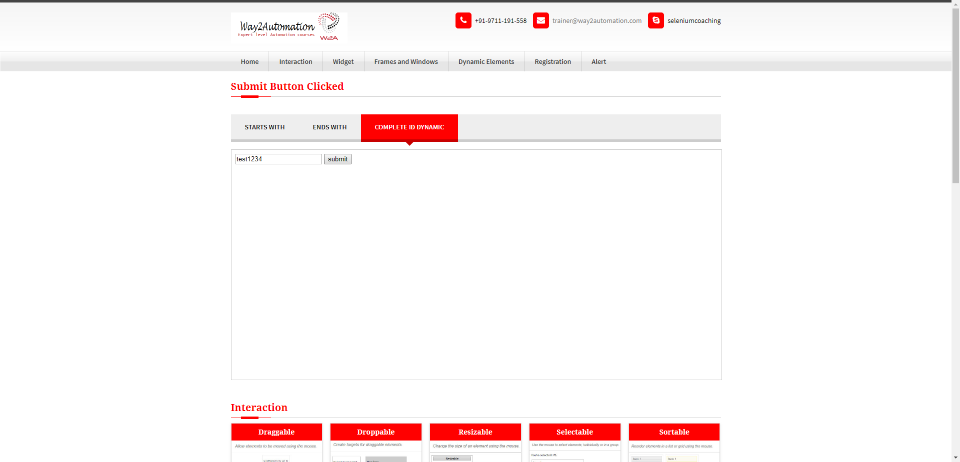 Way2Automation
Expert level Automation courses
W2A
+91-9711-191-558
trainer@way2automation.com
seleniumcoaching
Home
Interaction
Widget
Frames and Windows
Dynamic Elements
Registration
Alert
Submit Button Clicked
STARTS WITH
ENDS WITH
COMPLETE ID DYNAMIC
test1234
submit
Interaction
Draggable
Droppable
Resizable
Selectable
Sortable
Allow elements to be moved using the mouse.
Create targets for draggable elements.
Change the size of an element using the mouse.
Use the mouse to select elements, individually or in a group.
Reorder elements in a list or grid using the mouse.